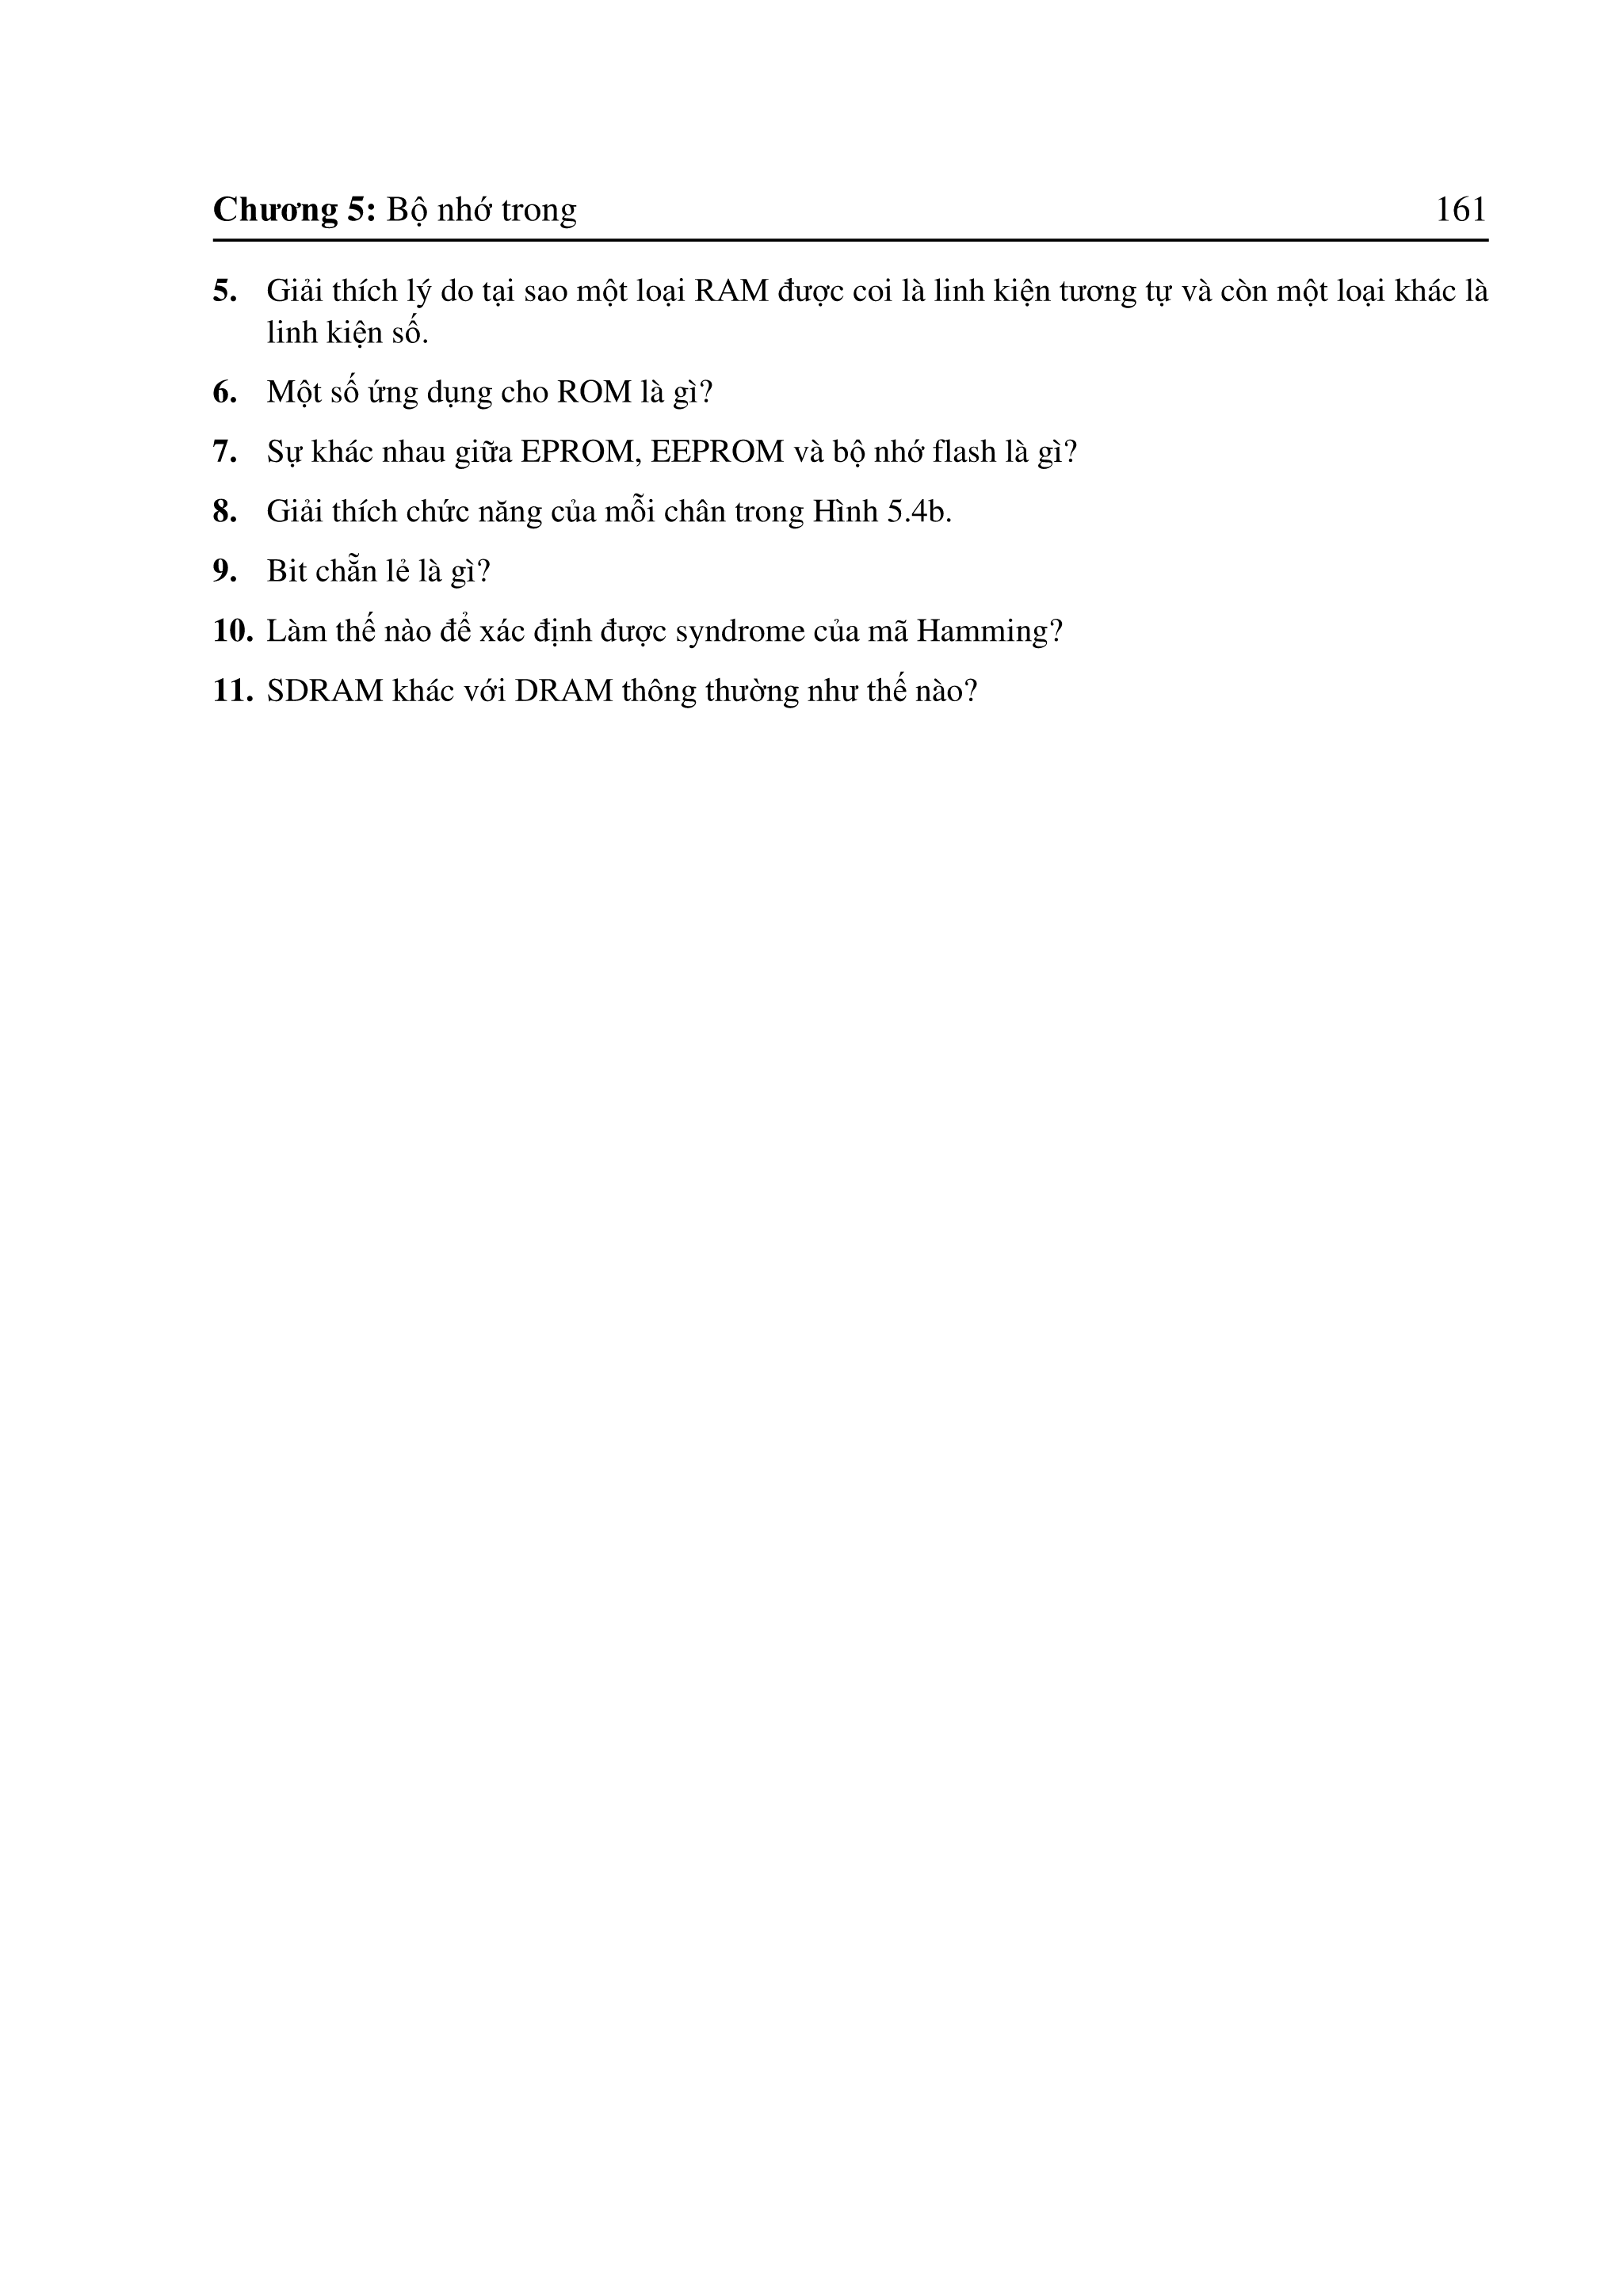 Chương 5: Bộ nhớ trong 161
5. Giải thích lý do tại sao một loại RAM được coi là linh kiện tương tự và còn một loại khác là
linh kiện số.
6. Một số ứng dụng cho ROM là gì?
7. Sự khác nhau giữa EPROM, EEPROM và bộ nhớ flash là gì?
8. Giải thích chức năng của mỗi chân trong Hình 5.4b.
9. Bit chẵn lẻ là gì?
10. Làm thế nào để xác định được syndrome của mã Hamming?
11. SDRAM khác với DRAM thông thường như thế nào?